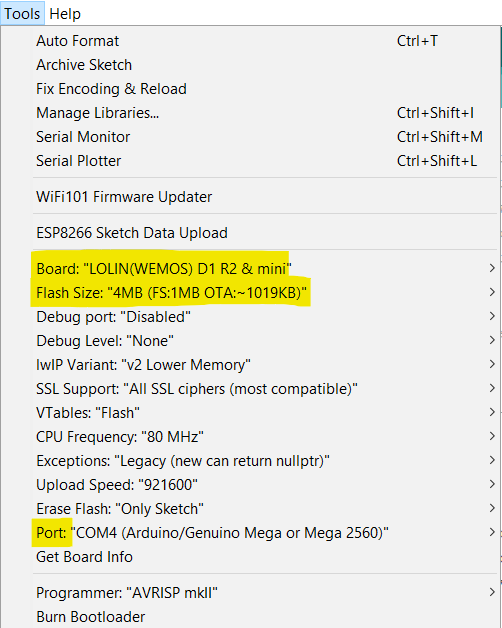 Tools Help
Auto Format Ctrl+T
Archive Sketch
Fix Encoding & Reload
Manage Libraries... Ctrl+Shift+I
Serial Monitor Ctrl+Shift+M
Serial Plotter Ctrl+Shift+L
WiFi101 Firmware Updater
ESP8266 Sketch Data Upload
Board: "LOLIN(WEMOS) D1 R2 & mini"
Flash Size: "4MB (FS:1MB OTA:~1019KB)"
Debug port: "Disabled"
Debug Level: "None"
lwIP Variant: "v2 Lower Memory"
SSL Support: "All SSL ciphers (most compatible)"
VTables: "Flash"
CPU Frequency: "80 MHz"
Exceptions: "Legacy (new can return nullptr)"
Upload Speed: "921600"
Erase Flash: "Only Sketch"
Port: "COM4 (Arduino/Genuino Mega or Mega 2560)"
Get Board Info
Programmer: "AVRISP mkII"
Burn Bootloader